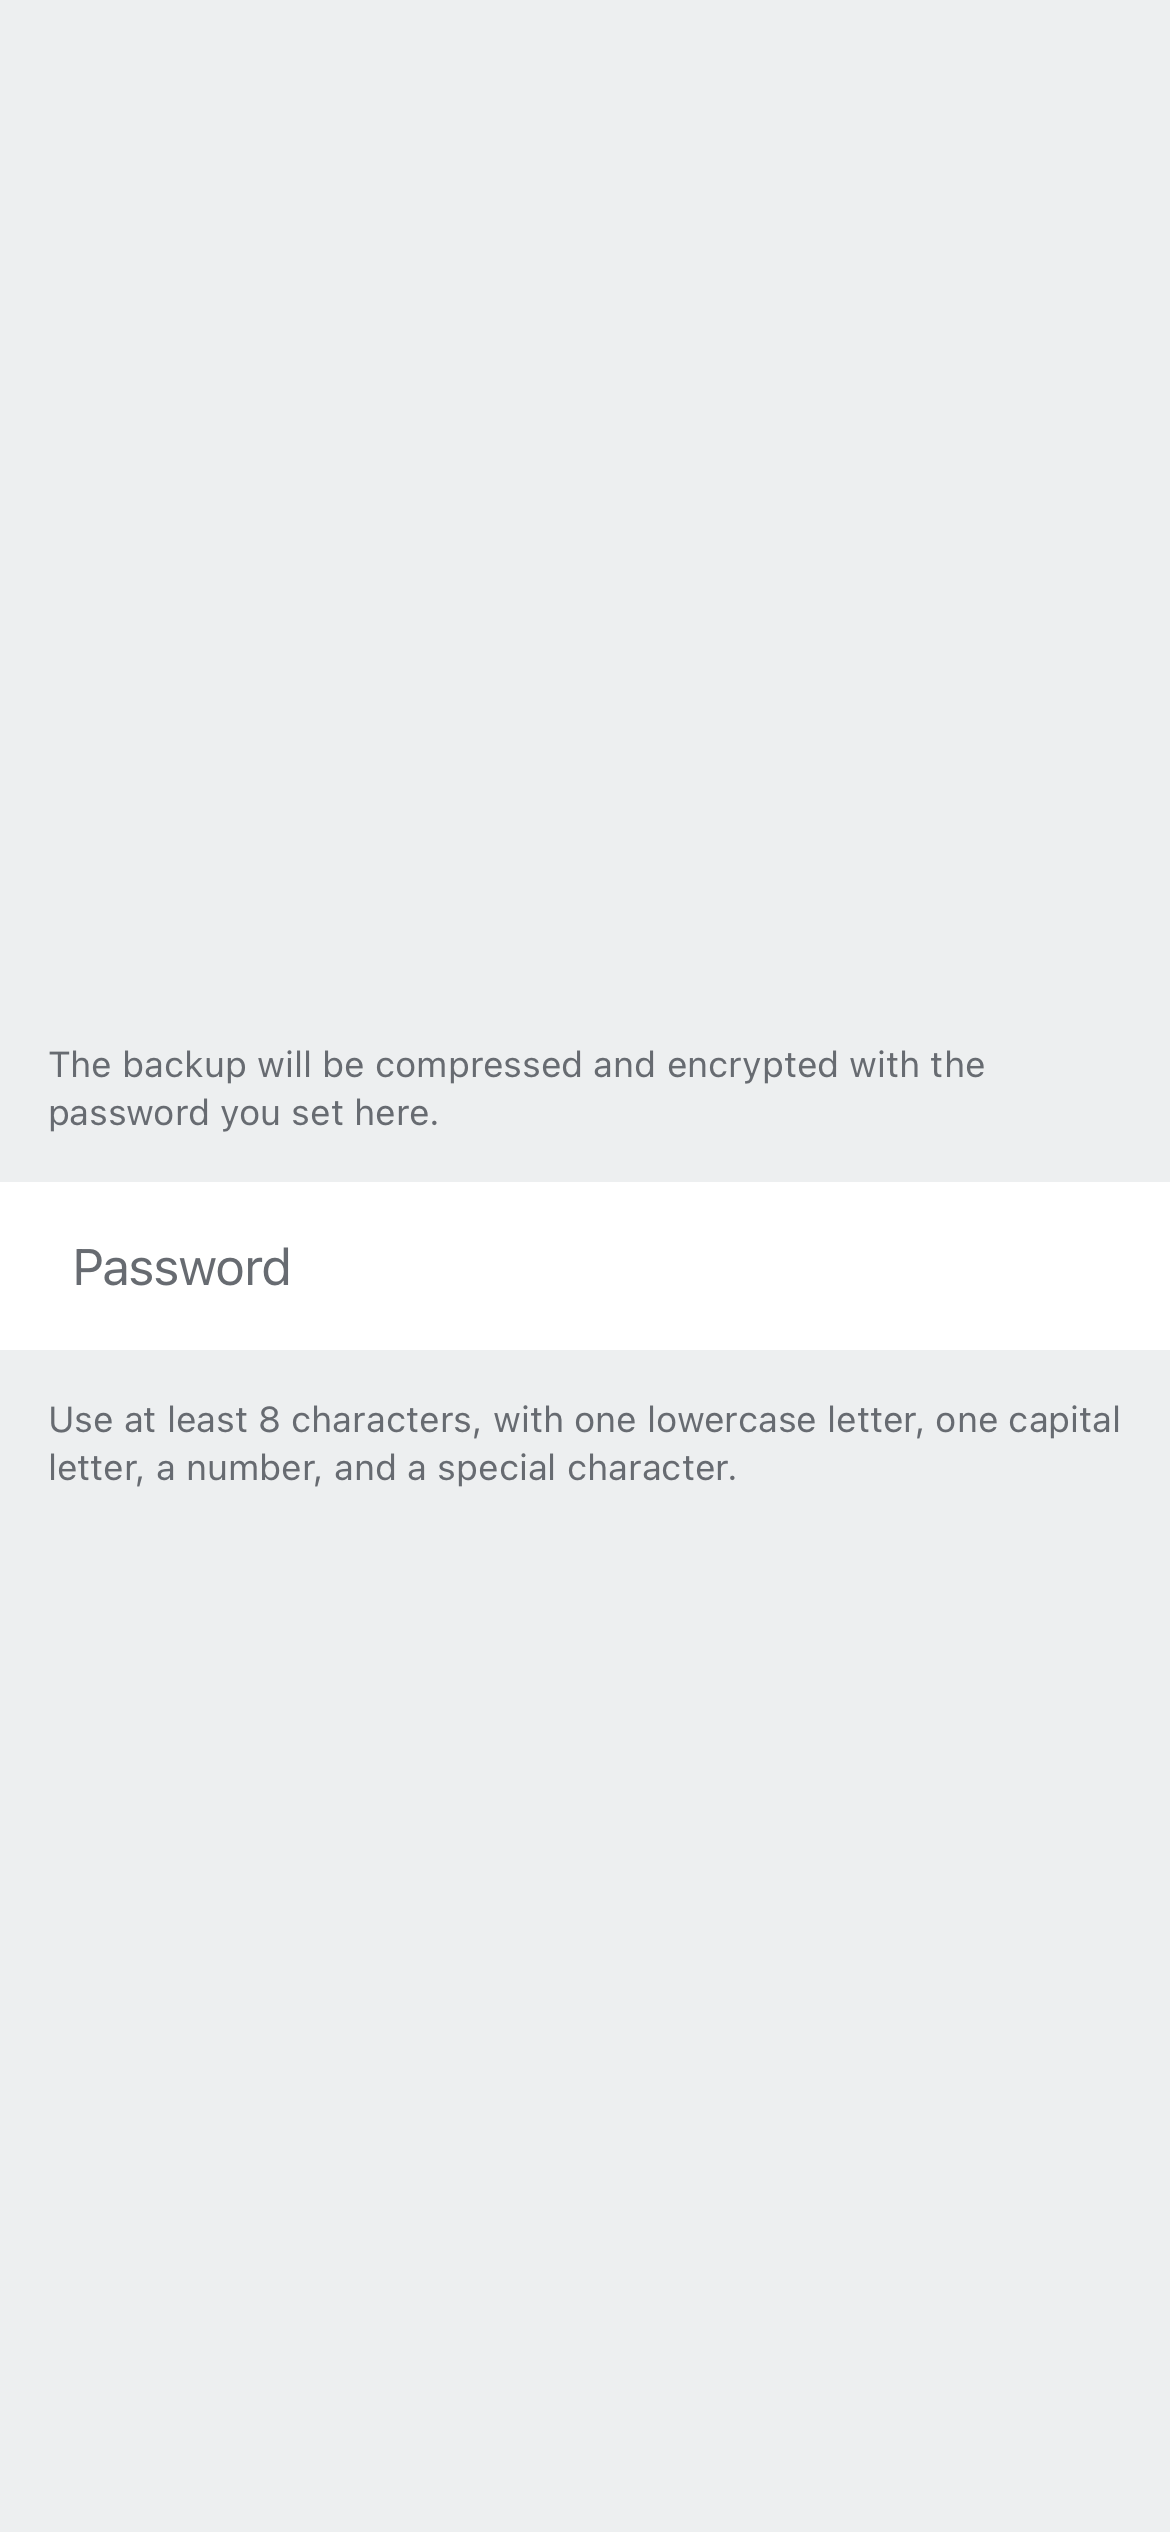 The backup will be compressed and encrypted with the
password you set here.
Password
Use at least 8 characters, with one lowercase letter, one capital
letter, a number, and a special character.